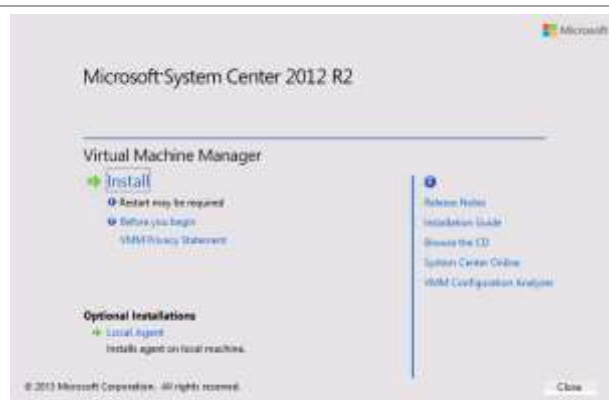 Microsoft
Microsoft System Center 2012 R2
Virtual Machine Manager
Install
Restart may be required
Before you begin
VMM Privacy Statement
Optional Installations
Local Agent
Installs agent on local machine.
Release Notes
Installation Guide
Browse the CD
System Center Online
VMM Configuration Analyzer
© 2013 Microsoft Corporation. All rights reserved.
Close